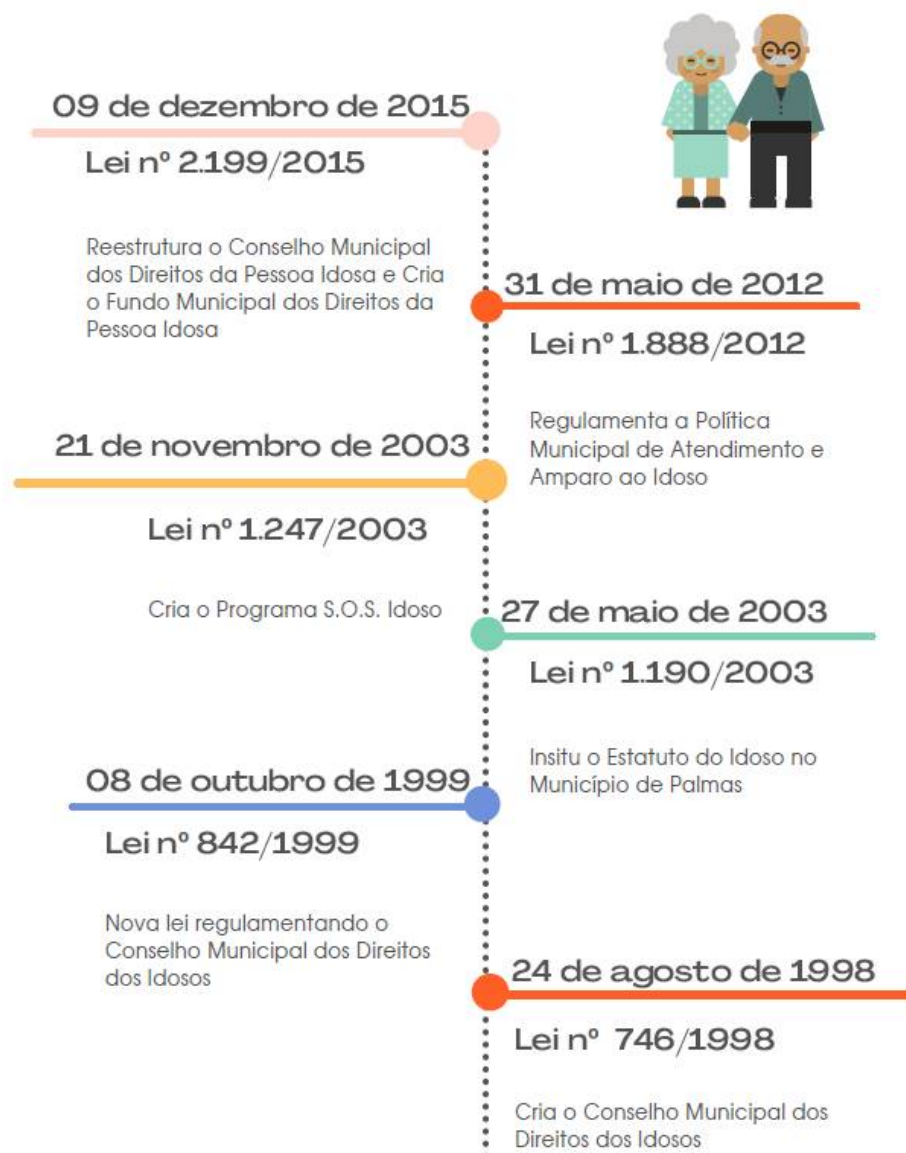 09 de dezembro de 2015
Lei nº 2.199/2015
Reestrutura o Conselho Municipal
dos Direitos da Pessoa Idosa e Cria
o Fundo Municipal dos Direitos da
Pessoa Idosa
31 de maio de 2012
Lei nº 1.888/2012
Regulamenta a Política
Municipal de Atendimento e
Amparo ao Idoso
21 de novembro de 2003
Lei nº 1.247/2003
Cria o Programa S.O.S. Idoso
27 de maio de 2003
Lei nº 1.190/2003
Insitu o Estatuto do Idoso no
Município de Palmas
08 de outubro de 1999
Lei nº 842/1999
Nova lei regulamentando o
Conselho Municipal dos Direitos
dos Idosos
24 de agosto de 1998
Lei nº 746/1998
Cria o Conselho Municipal dos
Direitos dos Idosos